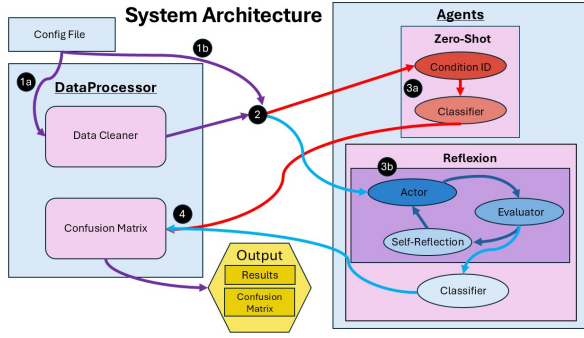 System Architecture
Config File
1b
1a
DataProcessor
Data Cleaner
2
Confusion Matrix
4
Output
Results
Confusion
Matrix
Agents
Zero-Shot
Condition ID
3a
Classifier
Reflexion
3b
Actor
Evaluator
Self-Reflection
Classifier